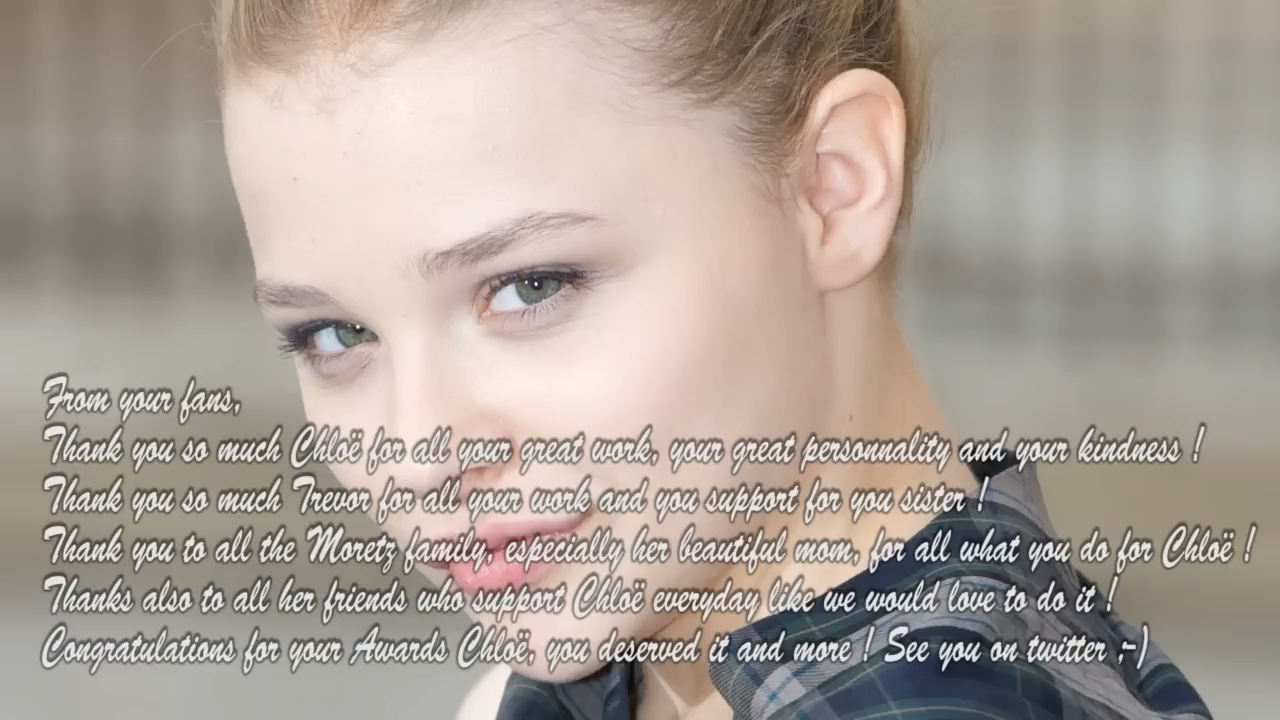 From your fans,
Thank you so much Chloë for all your great work, your great personnality and your kindness !
Thank you so much Trevor for all your work and you support for you sister !
Thank you to all the Moretz family, especially her beautiful mom, for all what you do for Chloë !
Thanks also to all her friends who support Chloë everyday like we would love to do it !
Congratulations for your Awards Chloë, you deserved it and more ! See you on twitter ;-)